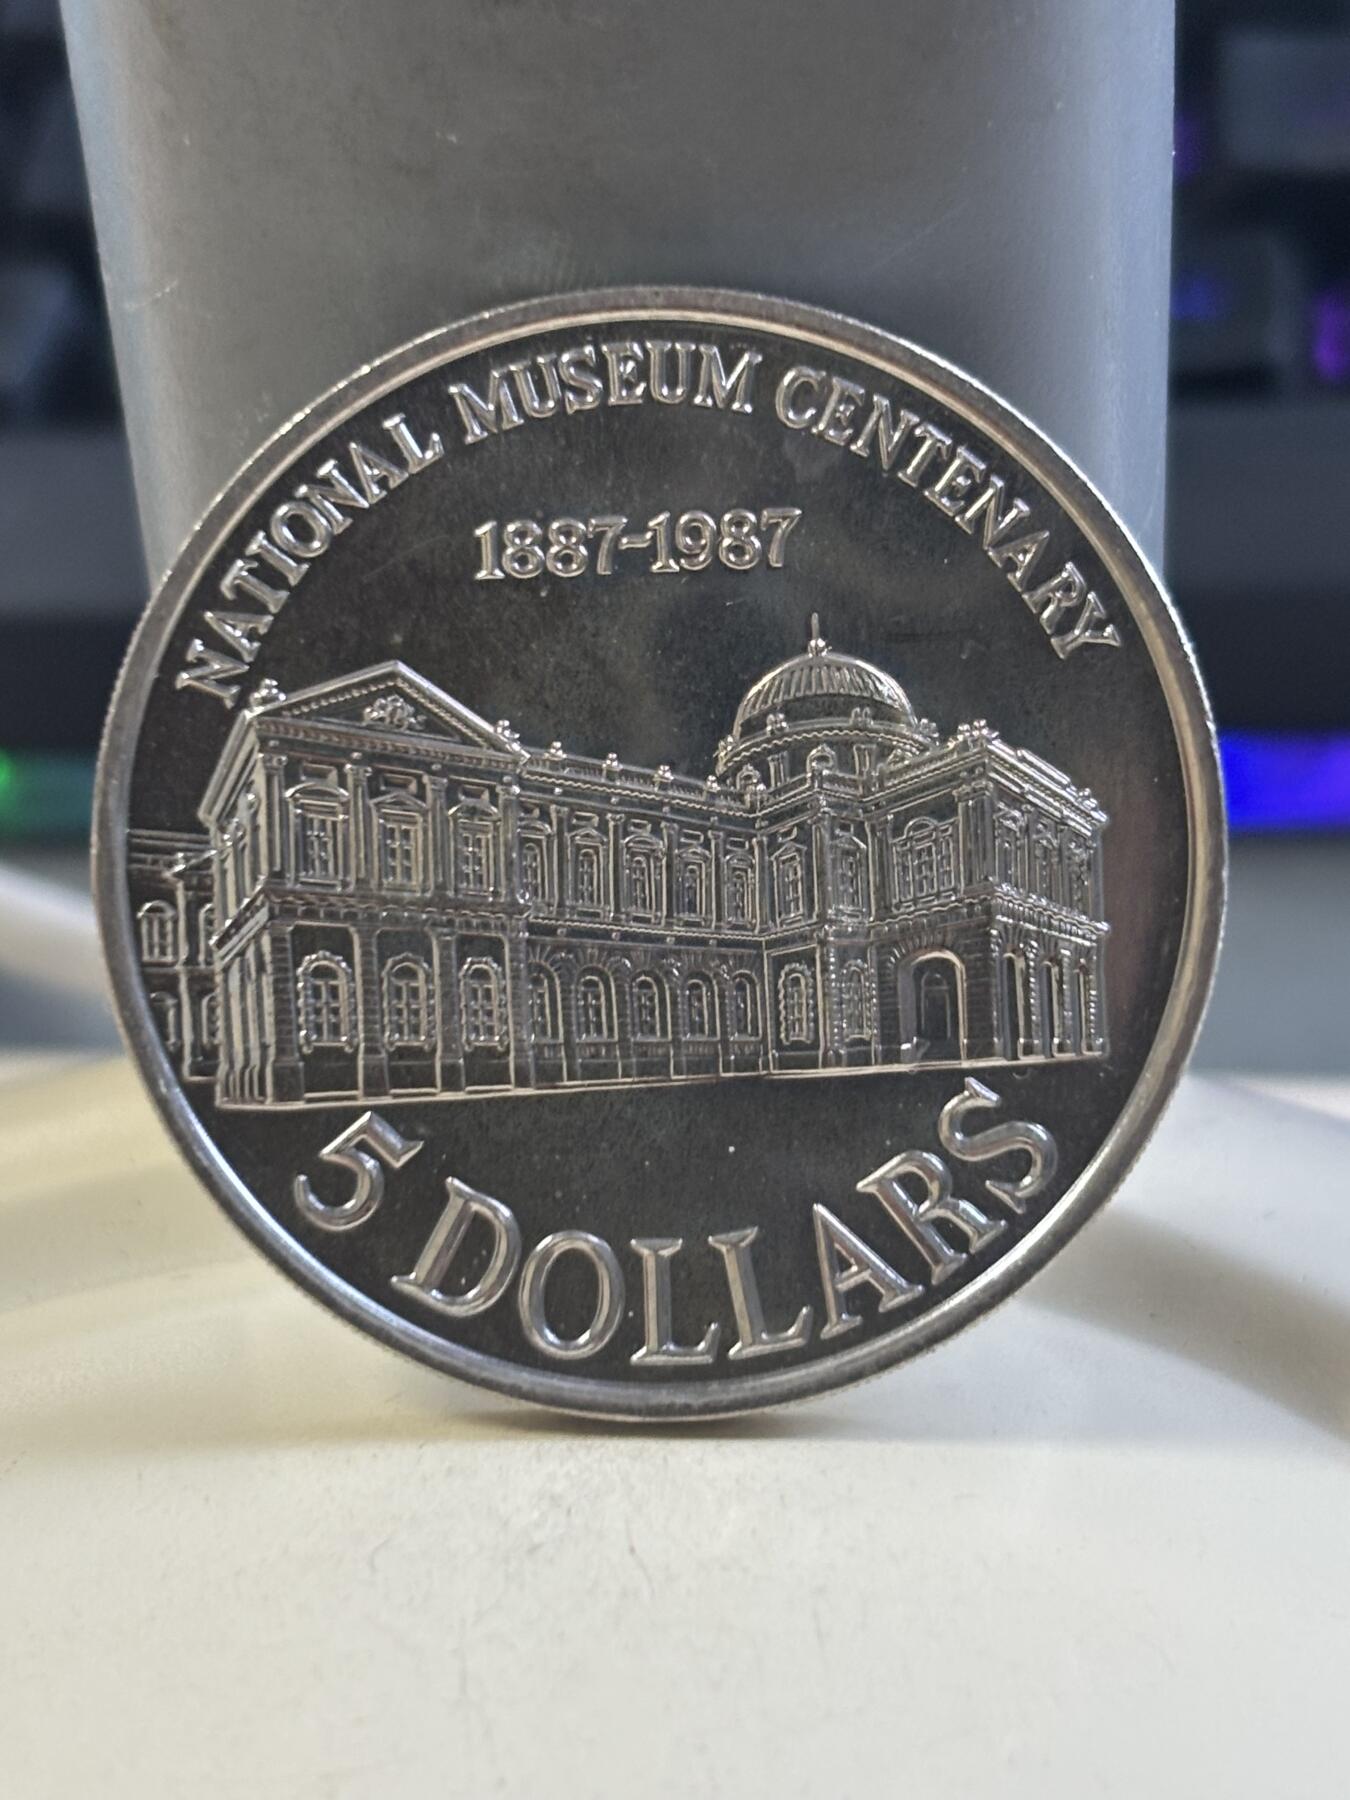 NATIONAL MUSEUM CENTENARY
1887-1987
5 DOLLARS